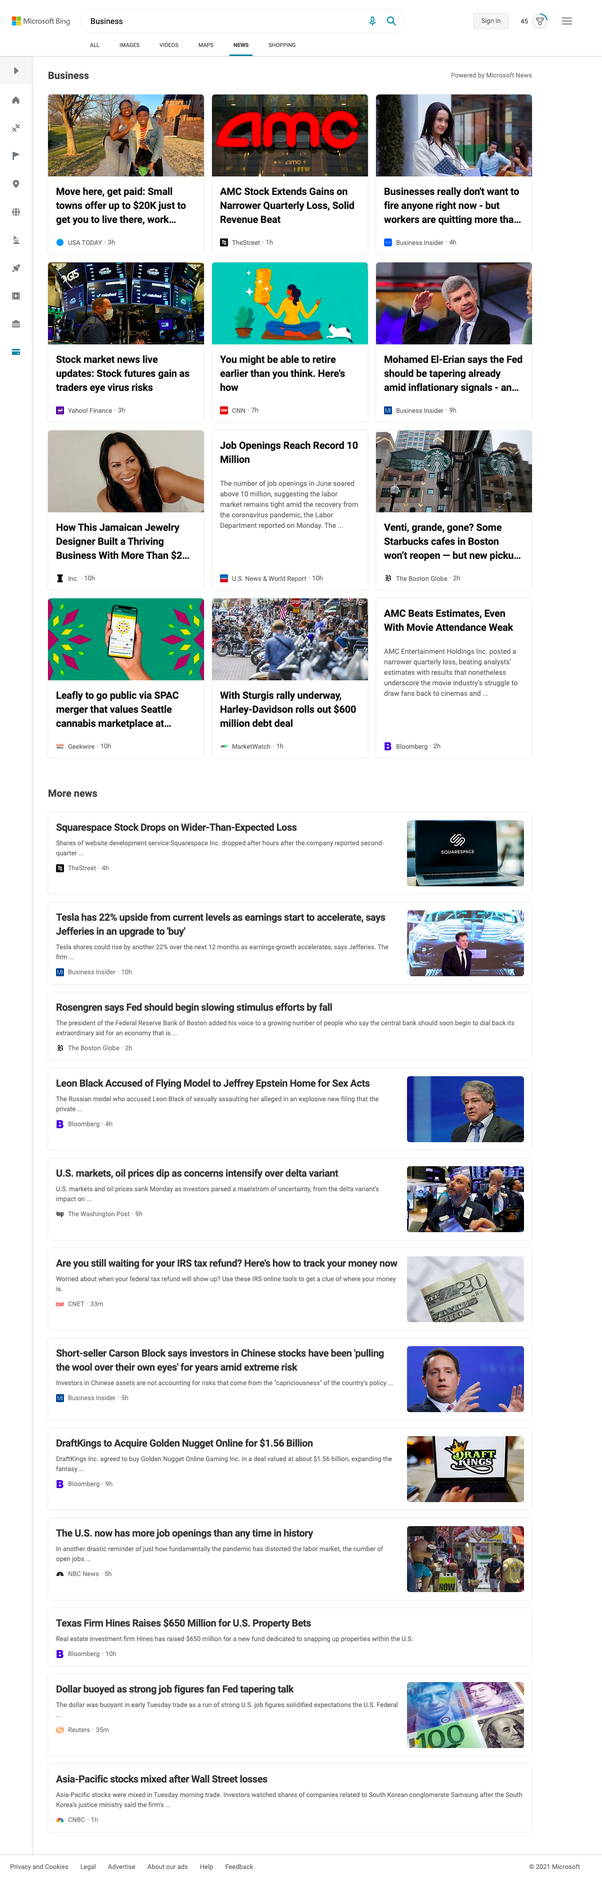 Microsoft Bing
Business
Sign in
45
ALL
IMAGES
VIDEOS
MAPS
NEWS
SHOPPING
Business
Powered by Microsoft News
Move here, get paid: Small
towns offer up to $20K just to
get you to live there, work...
USA TODAY · 3h
amc
AMC Stock Extends Gains on
Narrower Quarterly Loss, Solid
Revenue Beat
TheStreet · 1h
Businesses really don't want to
fire anyone right now - but
workers are quitting more tha...
Business Insider · 4h
Stock market news live
updates: Stock futures gain as
traders eye virus risks
Yahoo! Finance · 3h
You might be able to retire
earlier than you think. Here's
how
CNN · 7h
Mohamed El-Erian says the Fed
should be tapering already
amid inflationary signals - an...
Business Insider · 9h
How This Jamaican Jewelry
Designer Built a Thriving
Business With More Than $2...
Inc. · 10h
Job Openings Reach Record 10
Million
The number of job openings in June soared
above 10 million, suggesting the labor
market remains tight amid the recovery from
the coronavirus pandemic, the Labor
Department reported on Monday. The ...
U.S. News & World Report · 10h
Venti, grande, gone? Some
Starbucks cafes in Boston
won't reopen — but new picku...
The Boston Globe · 2h
Leafly to go public via SPAC
merger that values Seattle
cannabis marketplace at...
Geekwire · 10h
With Sturgis rally underway,
Harley-Davidson rolls out $600
million debt deal
MarketWatch · 1h
AMC Beats Estimates, Even
With Movie Attendance Weak
AMC Entertainment Holdings Inc. posted a
narrower quarterly loss, beating analysts'
estimates with results that nonetheless
underscore the movie industry's struggle to
draw fans back to cinemas and ...
Bloomberg · 2h
More news
Squarespace Stock Drops on Wider-Than-Expected Loss
Shares of website development service Squarespace Inc. dropped after hours after the company reported second-
quarter ...
TheStreet · 4h
SQUARESPACE
Tesla has 22% upside from current levels as earnings start to accelerate, says
Jefferies in an upgrade to 'buy'
Tesla shares could rise by another 22% over the next 12 months as earnings-growth accelerates, says Jefferies. The
firm ...
Business Insider · 10h
Rosengren says Fed should begin slowing stimulus efforts by fall
The president of the Federal Reserve Bank of Boston added his voice to a growing number of people who say the central bank should soon begin to dial back its
extraordinary aid for an economy that is ...
The Boston Globe · 2h
Leon Black Accused of Flying Model to Jeffrey Epstein Home for Sex Acts
The Russian model who accused Leon Black of sexually assaulting her alleged in an explosive new filing that the
private ...
Bloomberg · 4h
U.S. markets, oil prices dip as concerns intensify over delta variant
U.S. markets and oil prices sank Monday as investors parsed a maelstrom of uncertainty, from the delta variant's
impact on ...
The Washington Post · 9h
Are you still waiting for your IRS tax refund? Here's how to track your money now
Worried about when your federal tax refund will show up? Use these IRS online tools to get a clue of where your money
is.
CNET · 33m
Short-seller Carson Block says investors in Chinese stocks have been 'pulling
the wool over their own eyes' for years amid extreme risk
Investors in Chinese assets are not accounting for risks that come from the "capriciousness" of the country's policy ...
Business Insider · 5h
DraftKings to Acquire Golden Nugget Online for $1.56 Billion
DraftKings Inc. agreed to buy Golden Nugget Online Gaming Inc. in a deal valued at about $1.56 billion, expanding the
fantasy ...
Bloomberg · 9h
DRAFT
KINGS
The U.S. now has more job openings than any time in history
In another drastic reminder of just how fundamentally the pandemic has distorted the labor market, the number of
open jobs ...
NBC News · 5h
NOW
Texas Firm Hines Raises $650 Million for U.S. Property Bets
Real estate investment firm Hines has raised $650 million for a new fund dedicated to snapping up properties within the U.S.
Bloomberg · 10h
Dollar buoyed as strong job figures fan Fed tapering talk
The dollar was buoyant in early Tuesday trade as a run of strong U.S. job figures solidified expectations the U.S. Federal
...
Reuters · 35m
100
Asia-Pacific stocks mixed after Wall Street losses
Asia-Pacific stocks were mixed in Tuesday morning trade. Investors watched shares of companies related to South Korean conglomerate Samsung after the South
Korea's justice ministry said the firm's ...
CNBC · 1h
Privacy and Cookies
Legal
Advertise
About our ads
Help
Feedback
© 2021 Microsoft